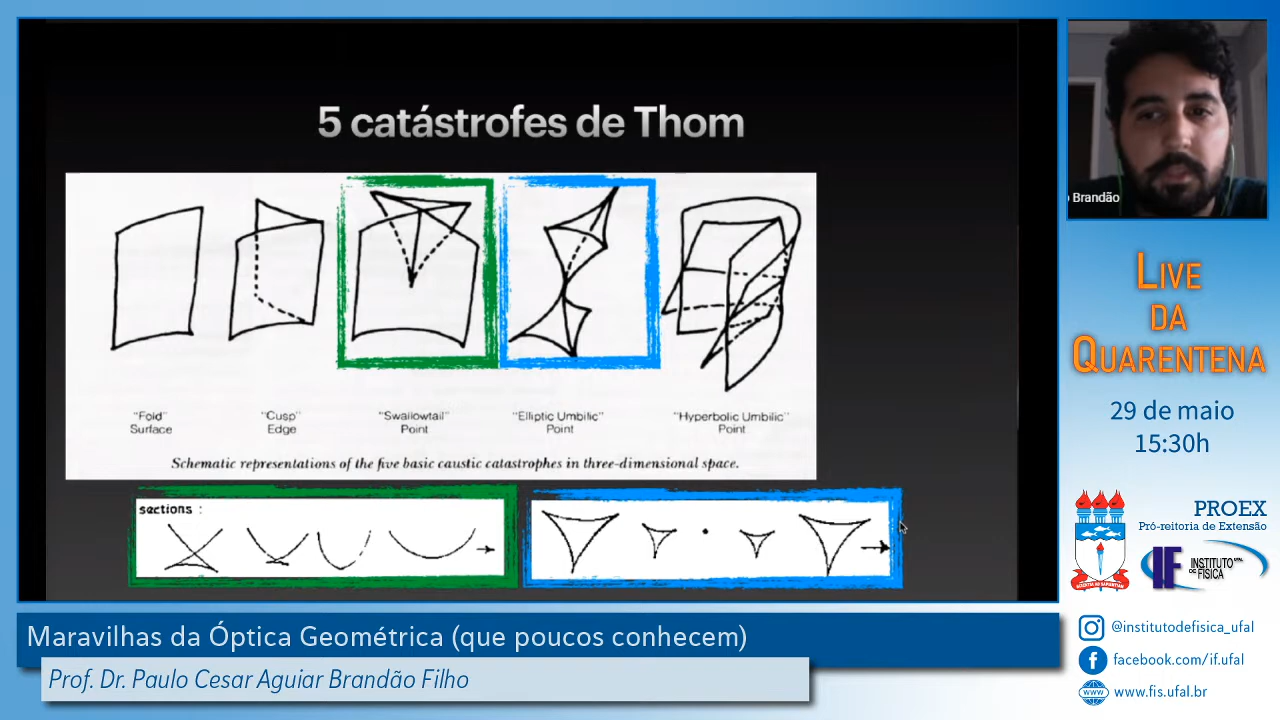 5 catástrofes de Thom
"Fold"
Surface
"Cusp"
Edge
"Swallowtail"
Point
"Elliptic Umbilic"
Point
"Hyperbolic Umbilic"
Point
Schematic representations of the five basic caustic catastrophes in three-dimensional space.
sections :
Brandão
LIVE
DA
QUARENTENA
29 de maio
15:30h
PROEX
Pró-reitoria de Extensão
IF INSTITUTO
DE FÍSICA
UFAL
@institutodefisica_ufal
facebook.com/if.ufal
www.fis.ufal.br
Maravilhas da Óptica Geométrica (que poucos conhecem)
Prof. Dr. Paulo Cesar Aguiar Brandão Filho